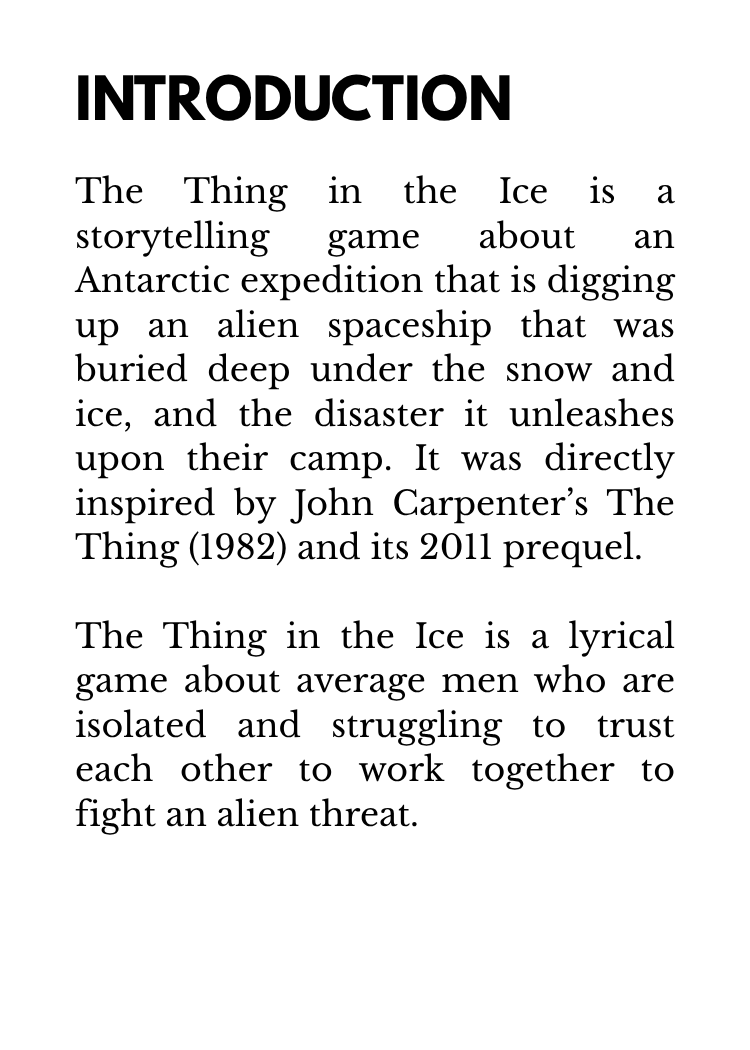 INTRODUCTION
The Thing in the Ice is a
storytelling game about an
Antarctic expedition that is digging
up an alien spaceship that was
buried deep under the snow and
ice, and the disaster it unleashes
upon their camp. It was directly
inspired by John Carpenter’s The
Thing (1982) and its 2011 prequel.
The Thing in the Ice is a lyrical
game about average men who are
isolated and struggling to trust
each other to work together to
fight an alien threat.